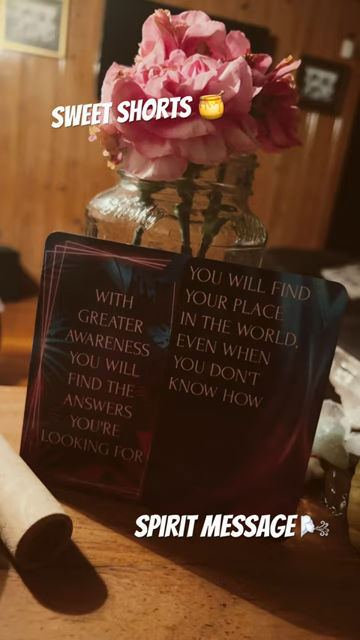 SWEET SHORTS 🍯
WITH
GREATER
AWARENESS
YOU WILL
FIND THE
ANSWERS
YOU'RE
LOOKING FOR
YOU WILL FIND
YOUR PLACE
IN THE WORLD,
EVEN WHEN
YOU DON'T
KNOW HOW
SPIRIT MESSAGE 🌬️